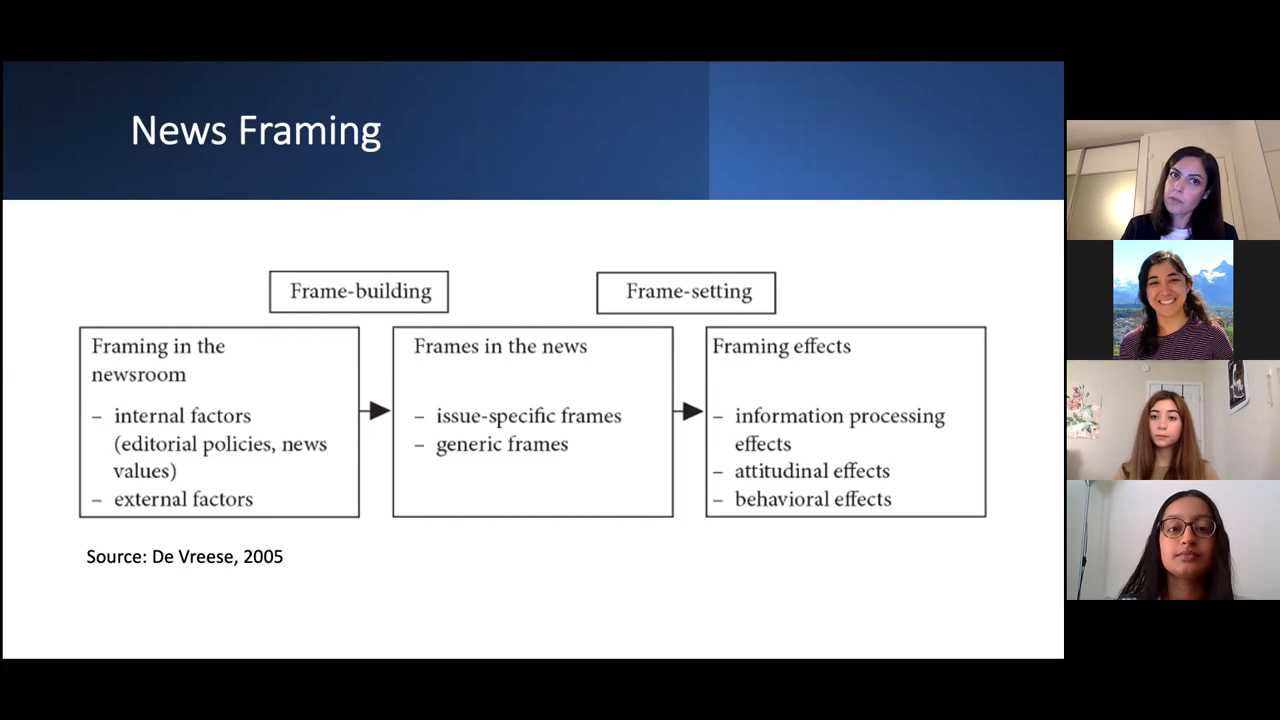 News Framing
Frame-building
Frame-setting
Framing in the
newsroom
– internal factors
(editorial policies, news
values)
– external factors
Frames in the news
– issue-specific frames
– generic frames
Framing effects
– information processing
effects
– attitudinal effects
– behavioral effects
Source: De Vreese, 2005